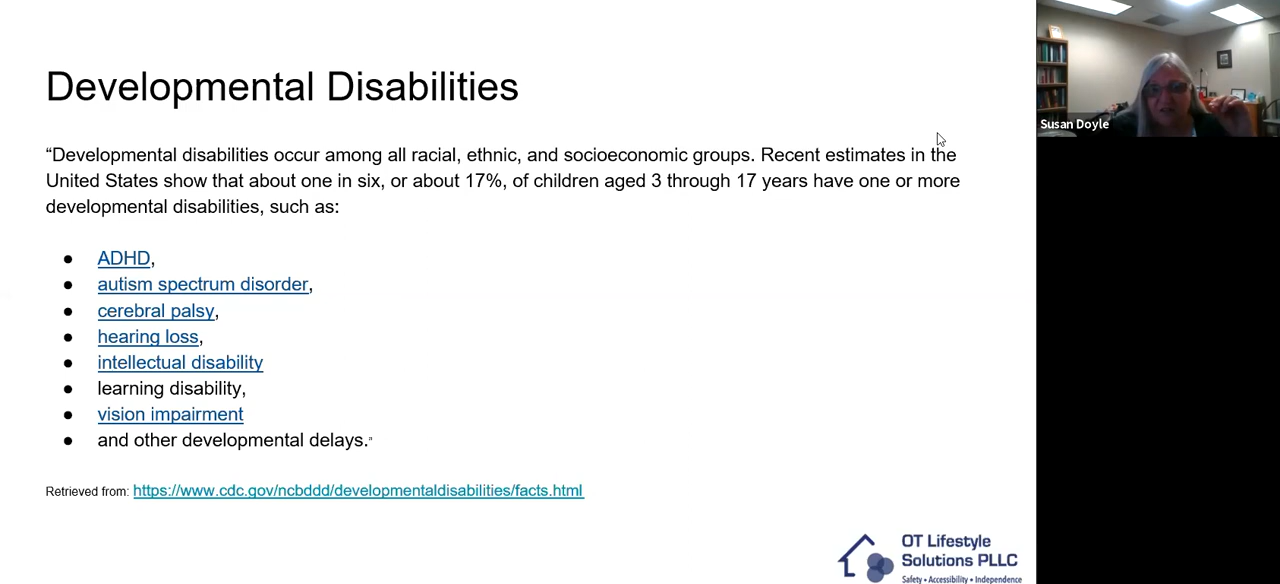 Developmental Disabilities
“Developmental disabilities occur among all racial, ethnic, and socioeconomic groups. Recent estimates in the
United States show that about one in six, or about 17%, of children aged 3 through 17 years have one or more
developmental disabilities, such as:
● ADHD,
● autism spectrum disorder,
● cerebral palsy,
● hearing loss,
● intellectual disability
● learning disability,
● vision impairment
● and other developmental delays.”
Retrieved from: https://www.cdc.gov/ncbddd/developmentaldisabilities/facts.html
OT Lifestyle
Solutions PLLC
Safety • Accessibility • Independence
Susan Doyle